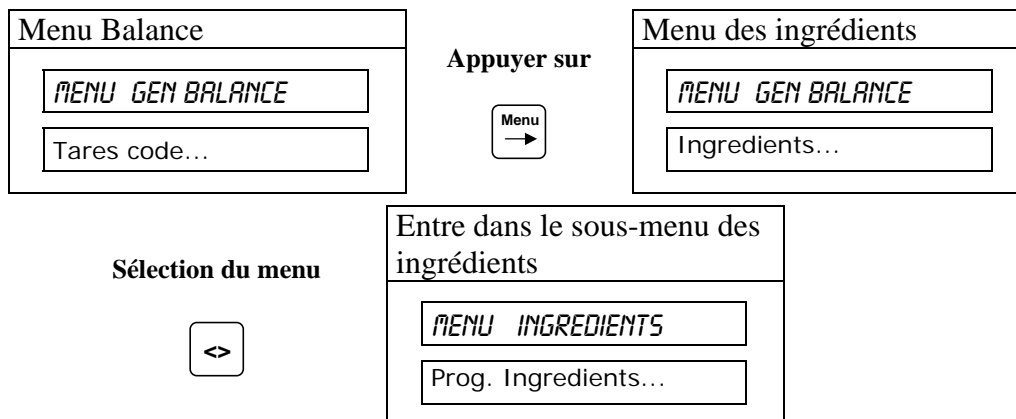 Menu Balance
MENU GEN BALANCE
Tares code...
Appuyer sur
Menu
Menu des ingrédients
MENU GEN BALANCE
Ingredients...
Sélection du menu
<>
Entre dans le sous-menu des
ingrédients
MENU INGREDIENTS
Prog. Ingredients...